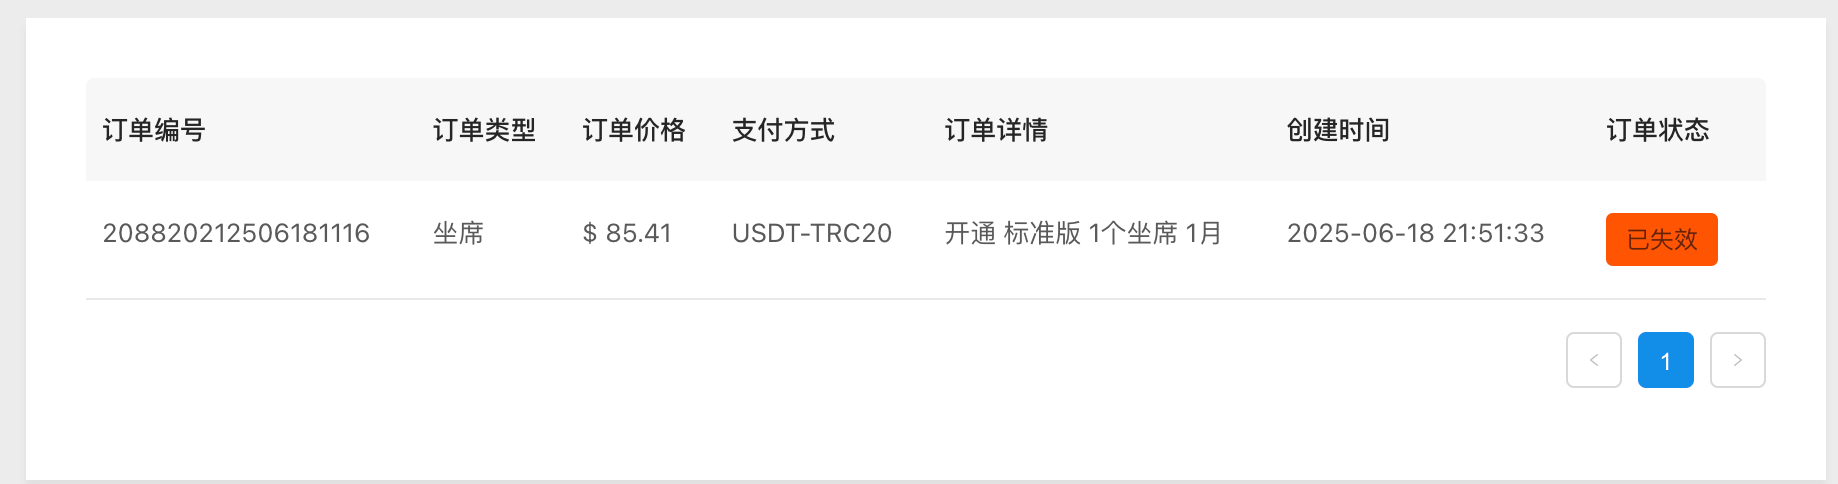 订单编号 订单类型 订单价格 支付方式 订单详情 创建时间 订单状态
208820212506181116 坐席 $ 85.41 USDT-TRC20 开通 标准版 1个坐席 1月 2025-06-18 21:51:33 已失效
< 1 >